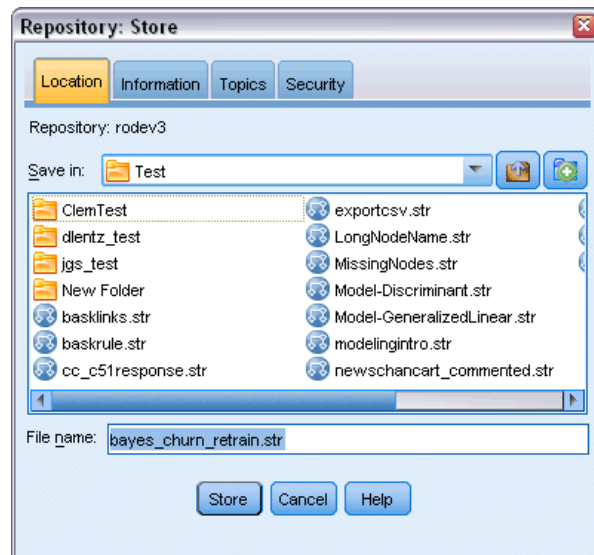 Repository: Store
Location Information Topics Security
Repository: rodev3
Save in: Test
ClemTest
dlentz_test
jgs_test
New Folder
basklinks.str
baskrule.str
cc_c51response.str
exportcsv.str
LongNodeName.str
MissingNodes.str
Model-Discriminant.str
Model-GeneralizedLinear.str
modelingintro.str
newschancart_commented.str
File name: bayes_churn_retrain.str
Store Cancel Help